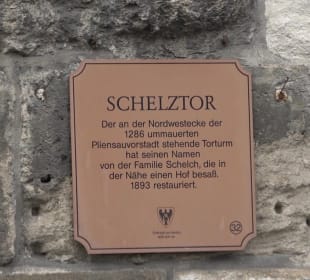 SCHELZTOR
Der an der Nordwestecke der
1286 ummauerten
Pliensauvorstadt stehende Torturm
hat seinen Namen
von der Familie Schelch, die in
der Nähe einen Hof besaß.
1893 restauriert.
32